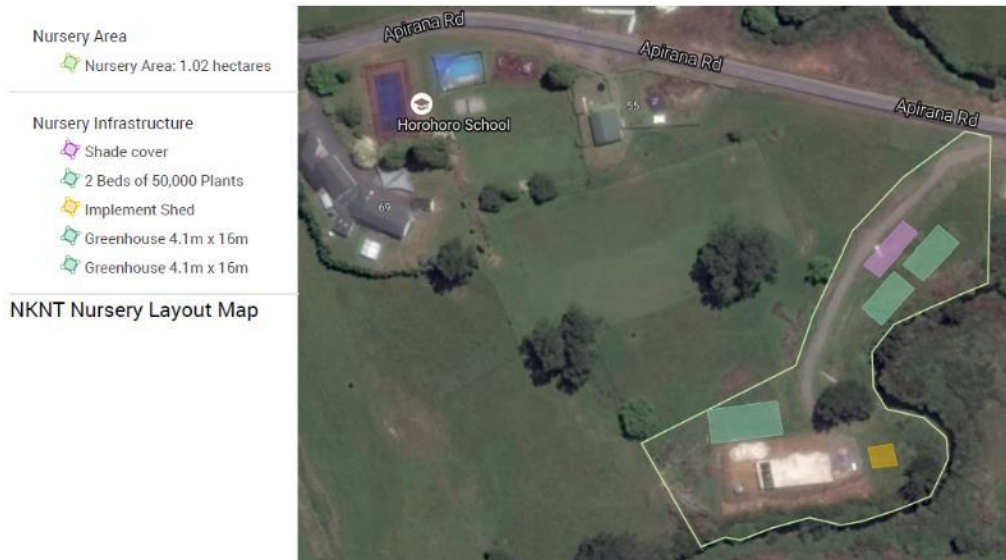 Nursery Area
Nursery Area: 1.02 hectares
Nursery Infrastructure
Shade cover
2 Beds of 50,000 Plants
Implement Shed
Greenhouse 4.1m x 16m
Greenhouse 4.1m x 16m
NKNT Nursery Layout Map
Apirana Rd
Apirana Rd
Apirana Rd
55
Horohoro School
69